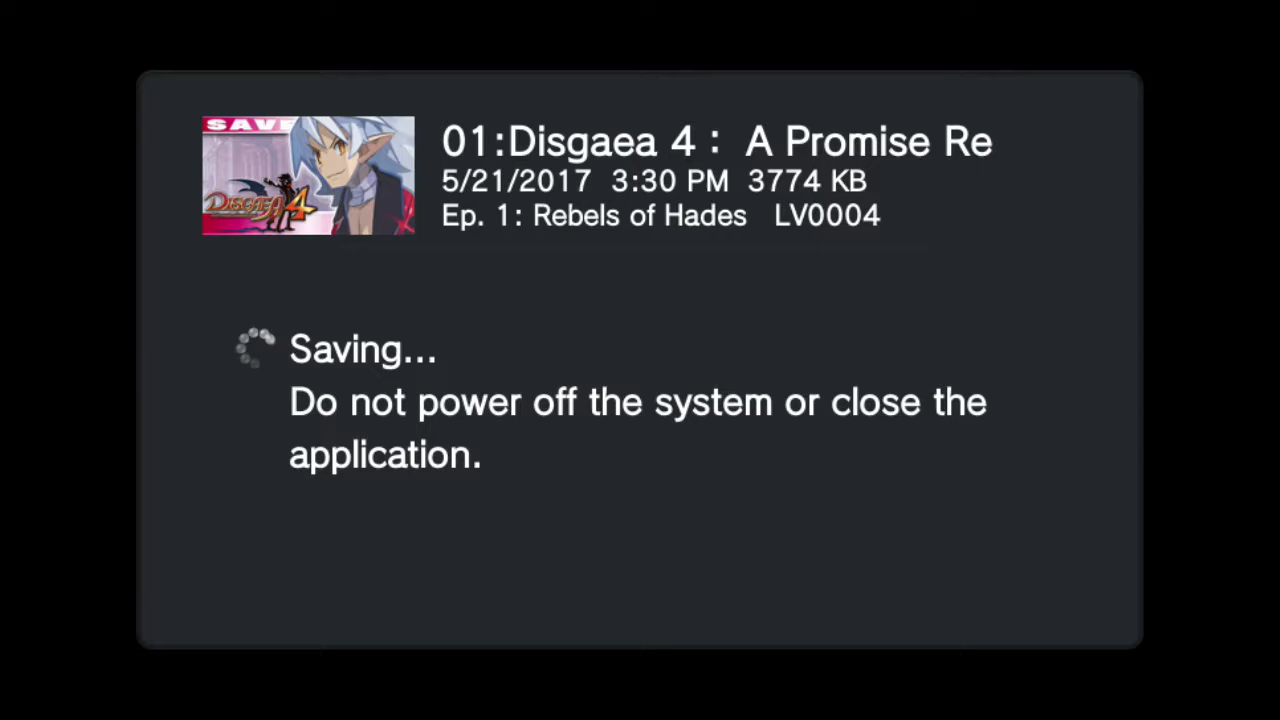 SAVE
DISGAEA 4
01:Disgaea 4 : A Promise Re
5/21/2017 3:30 PM 3774 KB
Ep. 1: Rebels of Hades LV0004
Saving...
Do not power off the system or close the
application.